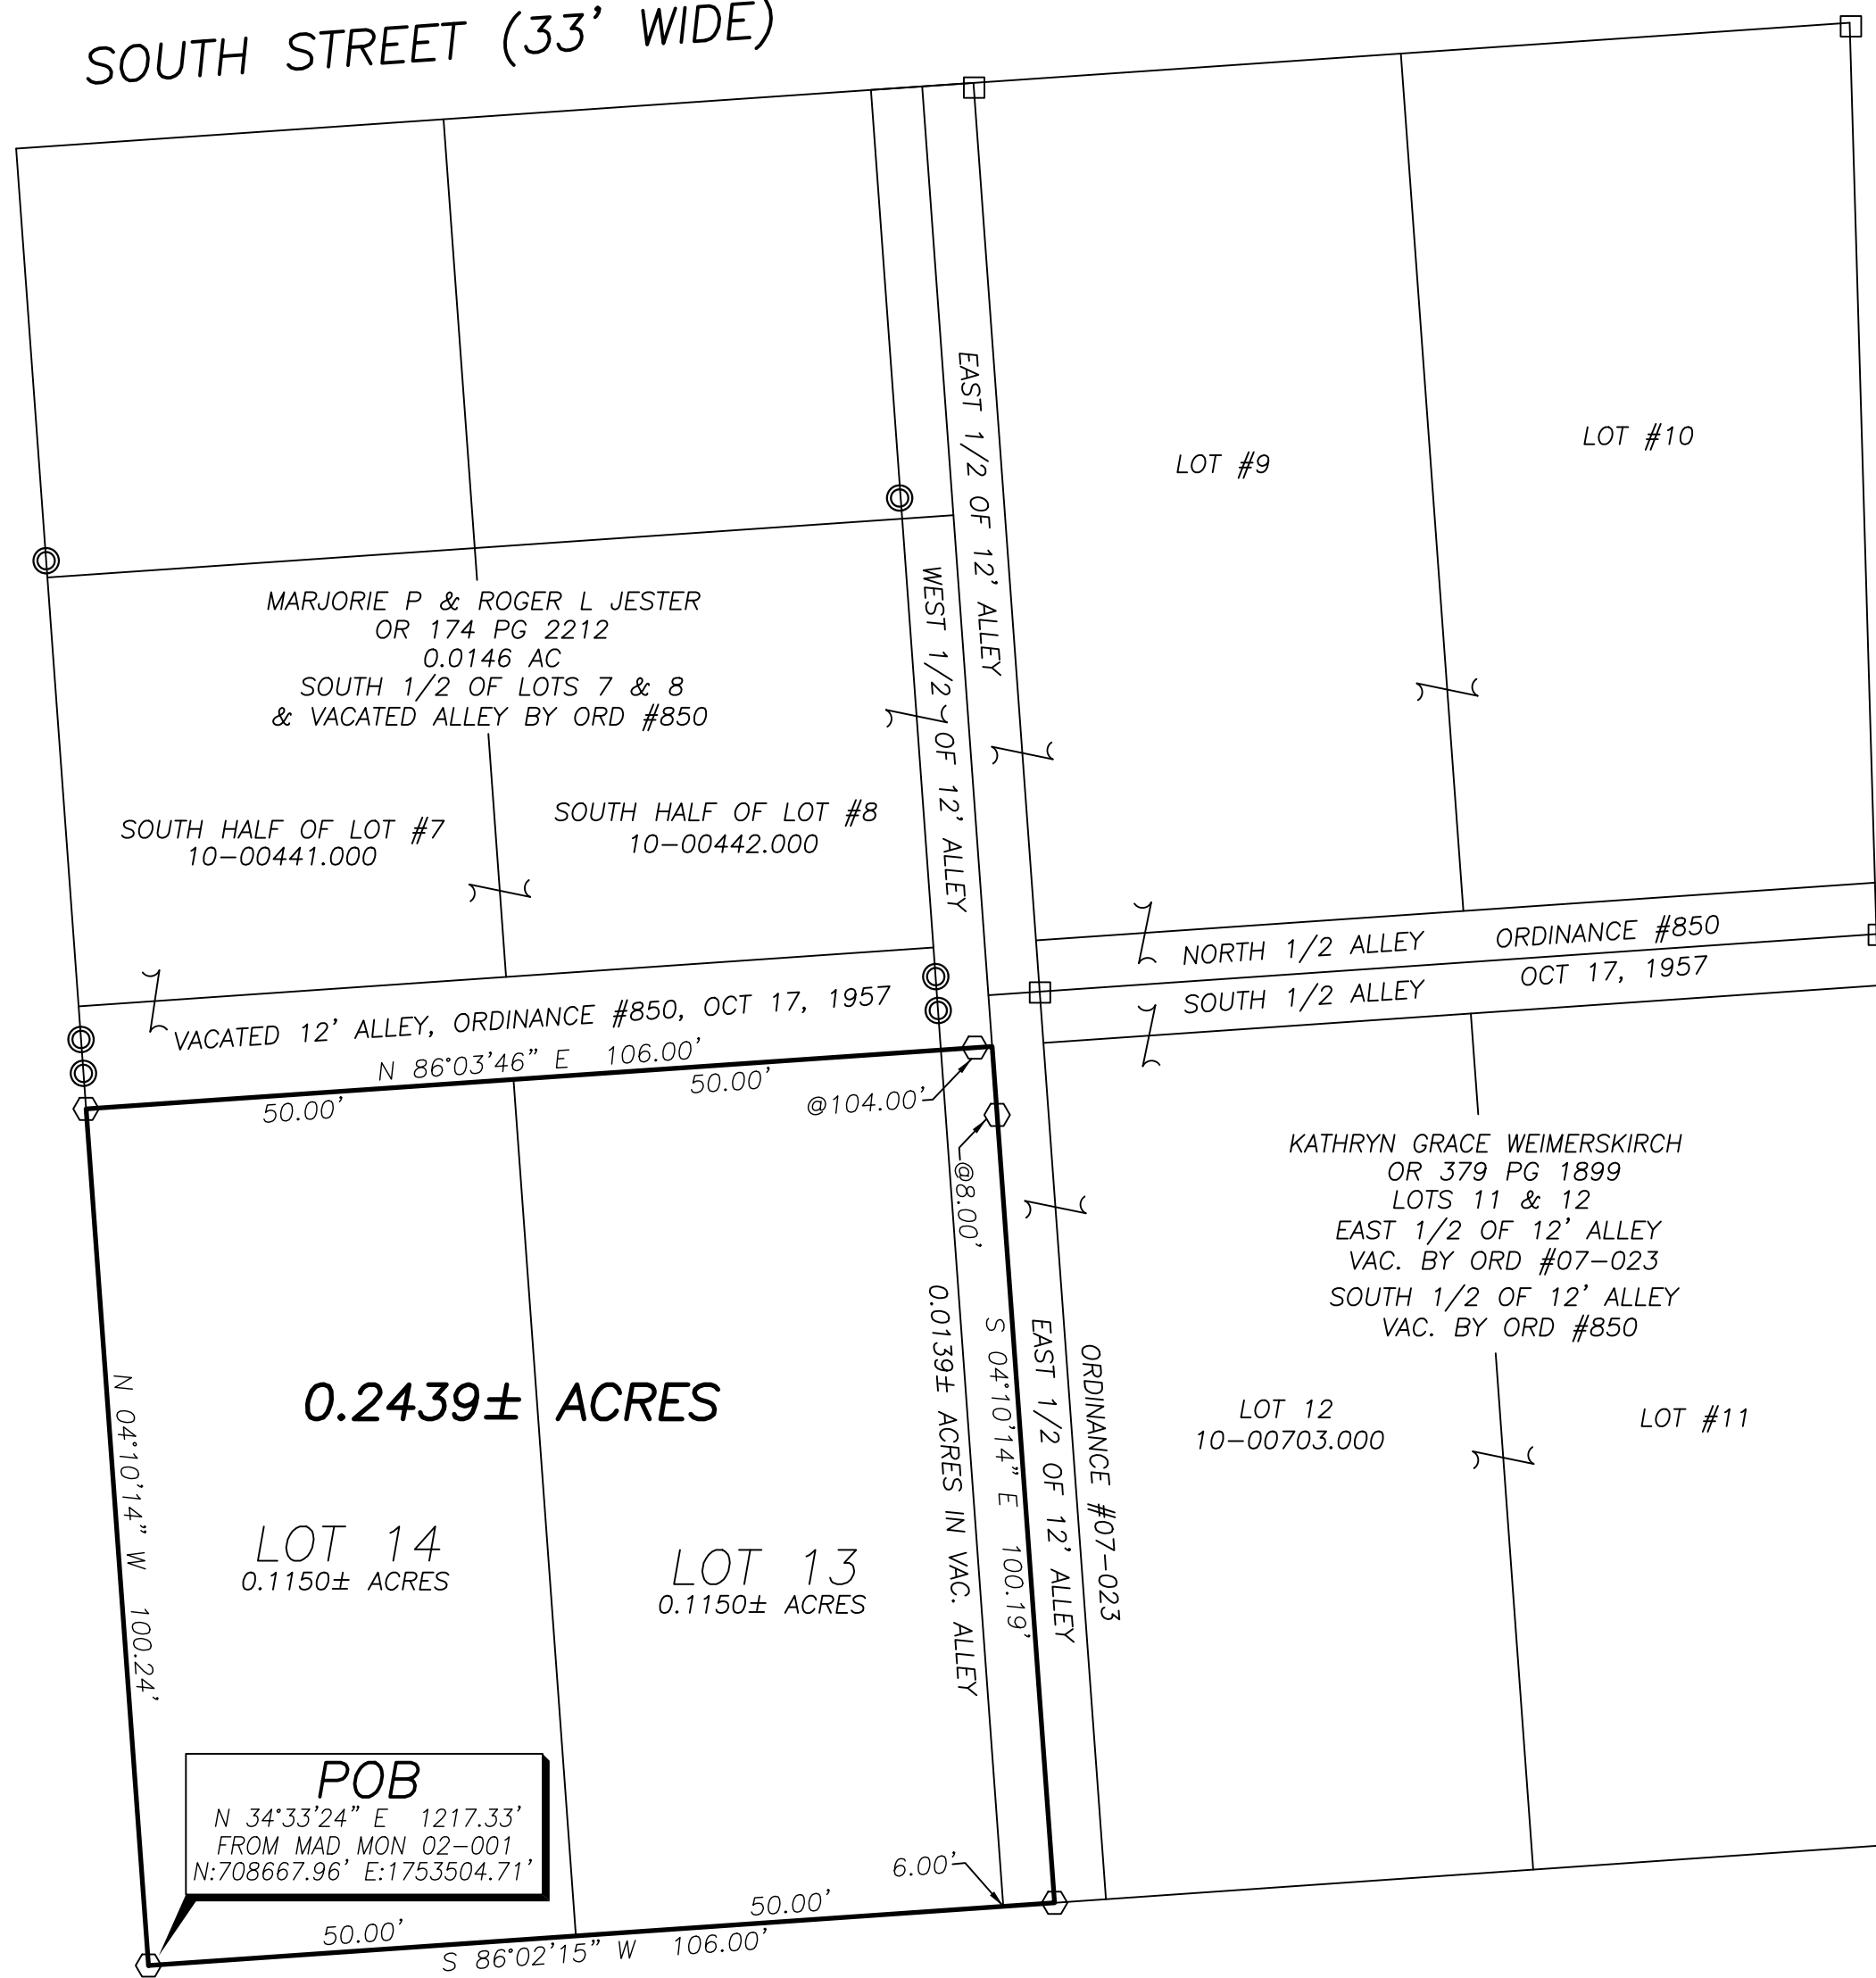 SOUTH STREET (33' WIDE)
EAST 1/2 OF 12' ALLEY
LOT #9
LOT #10
WEST 1/2 OF 12' ALLEY
MARJORIE P & ROGER L JESTER
OR 174 PG 2212
0.0146 AC
SOUTH 1/2 OF LOTS 7 & 8
& VACATED ALLEY BY ORD #850
SOUTH HALF OF LOT #7
10-00441.000
SOUTH HALF OF LOT #8
10-00442.000
NORTH 1/2 ALLEY ORDINANCE #850
SOUTH 1/2 ALLEY OCT 17, 1957
VACATED 12' ALLEY, ORDINANCE #850, OCT 17, 1957
N 86°03'46" E 106.00'
50.00'
50.00'
@104.00'
@8.00'
KATHRYN GRACE WEIMERSKIRCH
OR 379 PG 1899
LOTS 11 & 12
EAST 1/2 OF 12' ALLEY
VAC. BY ORD #07-023
SOUTH 1/2 OF 12' ALLEY
VAC. BY ORD #850
0.0139± ACRES IN VAC. ALLEY
S 04°10'14" E 100.19'
EAST 1/2 OF 12' ALLEY
ORDINANCE #07-023
LOT 12
10-00703.000
LOT #11
N 04°10'14" W 100.24'
0.2439± ACRES
LOT 14
0.1150± ACRES
LOT 13
0.1150± ACRES
POB
N 34°33'24" E 1217.33'
FROM MAD MON 02-001
N:708667.96' E:1753504.71'
6.00'
50.00'
50.00'
S 86°02'15" W 106.00'